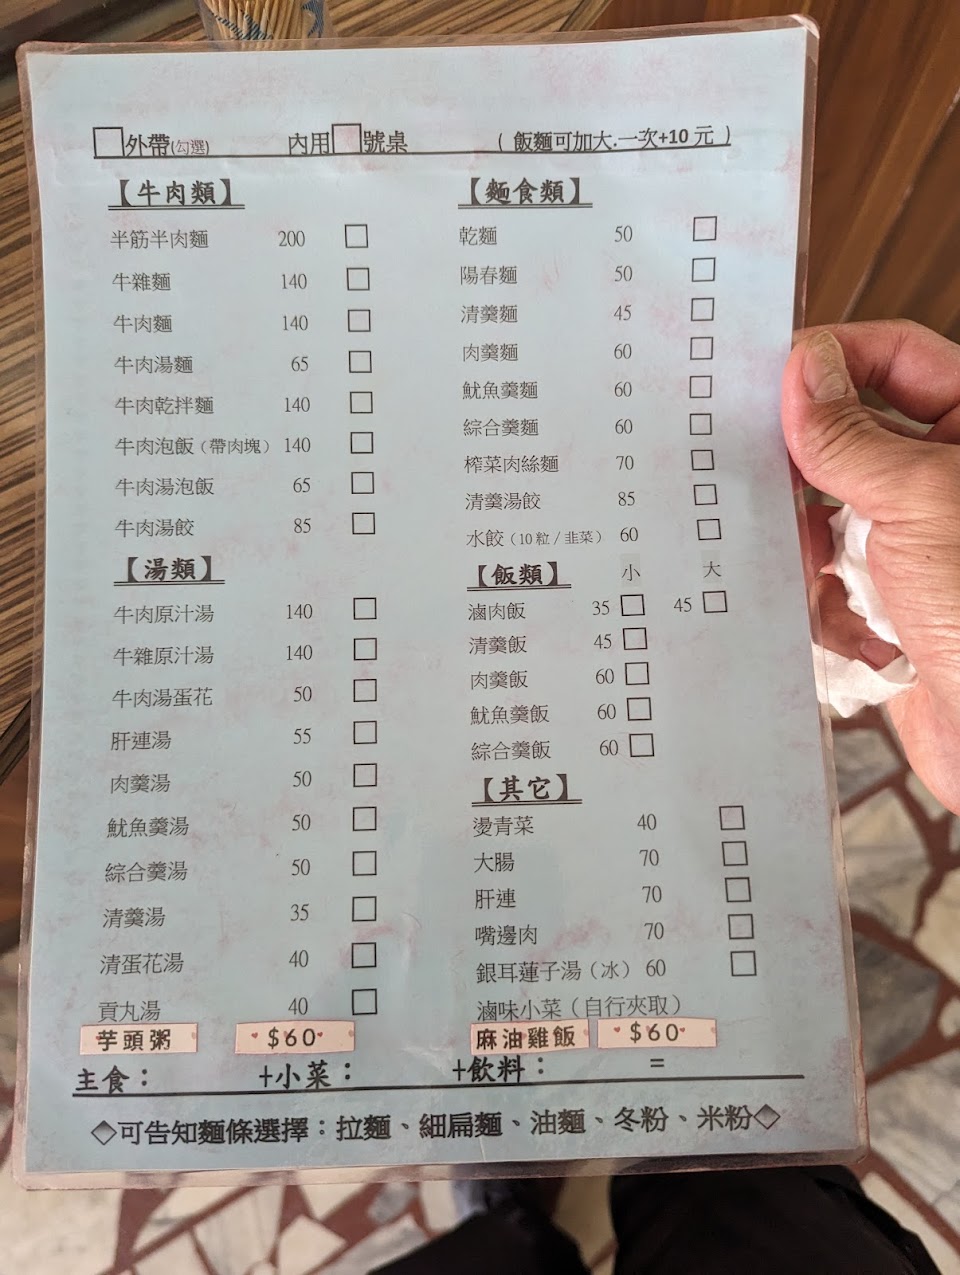 □外帶(勾選) 內用□號桌 ( 飯麵可加大.一次+10 元 )
【牛肉類】
半筋半肉麵 200 □
牛雜麵 140 □
牛肉麵 140 □
牛肉湯麵 65 □
牛肉乾拌麵 140 □
牛肉泡飯（帶肉塊） 140 □
牛肉湯泡飯 65 □
牛肉湯餃 85 □
【湯類】
牛肉原汁湯 140 □
牛雜原汁湯 140 □
牛肉湯蛋花 50 □
肝連湯 55 □
肉羹湯 50 □
魷魚羹湯 50 □
綜合羹湯 50 □
清羹湯 35 □
清蛋花湯 40 □
貢丸湯 40 □
芋頭粥 $60
【麵食類】
乾麵 50 □
陽春麵 50 □
清羹麵 45 □
肉羹麵 60 □
魷魚羹麵 60 □
綜合羹麵 60 □
榨菜肉絲麵 70 □
清羹湯餃 85 □
水餃（10 粒 / 韭菜） 60 □
【飯類】 小 大
滷肉飯 35 □ 45 □
清羹飯 45 □
肉羹飯 60 □
魷魚羹飯 60 □
綜合羹飯 60 □
【其它】
燙青菜 40 □
大腸 70 □
肝連 70 □
嘴邊肉 70 □
銀耳蓮子湯（冰） 60 □
滷味小菜（自行夾取）
麻油雞飯 $60
主食： +小菜： +飲料： =
◇可告知麵條選擇：拉麵、細扁麵、油麵、冬粉、米粉◇